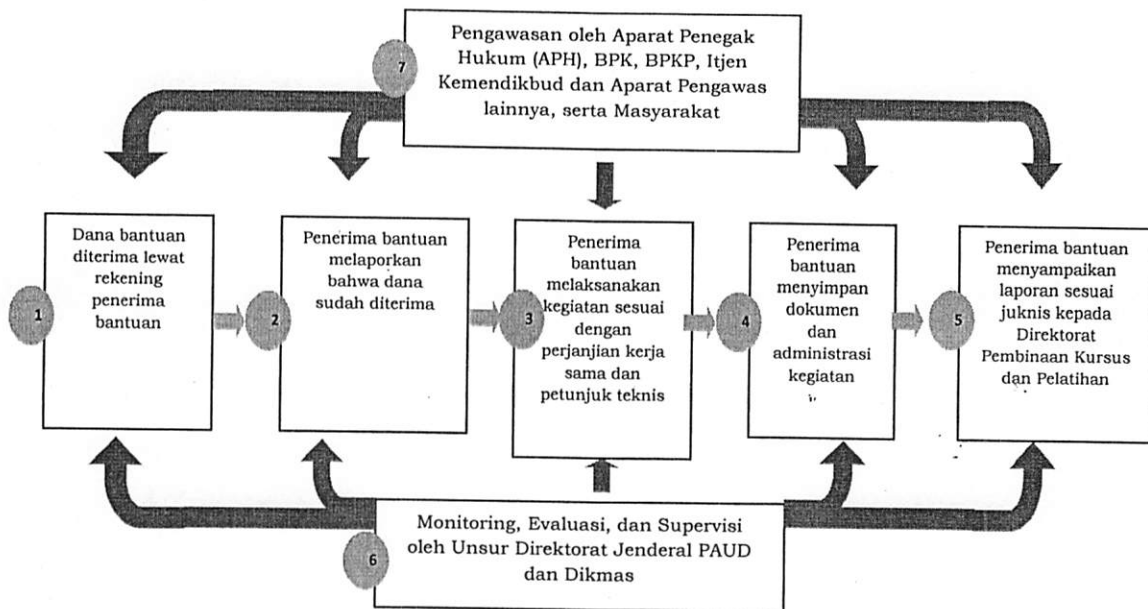 Pengawasan oleh Aparat Penegak
Hukum (APH), BPK, BPKP, Itjen
Kemendikbud dan Aparat Pengawas
lainnya, serta Masyarakat
7
Dana bantuan
diterima lewat
rekening
penerima
bantuan
1
Penerima bantuan
melaporkan
bahwa dana
sudah diterima
2
Penerima
bantuan
melaksanakan
kegiatan sesuai
dengan
perjanjian kerja
sama dan
petunjuk teknis
3
Penerima
bantuan
menyimpan
dokumen
dan
administrasi
kegiatan
4
Penerima bantuan
menyampaikan
laporan sesuai
juknis kepada
Direktorat
Pembinaan Kursus
dan Pelatihan
5
Monitoring, Evaluasi, dan Supervisi
oleh Unsur Direktorat Jenderal PAUD
dan Dikmas
6